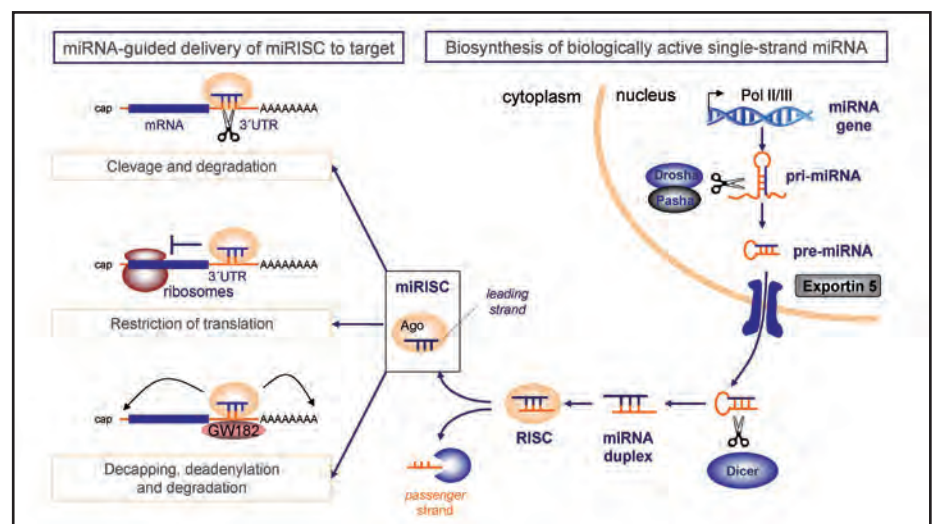 miRNA-guided delivery of miRISC to target
cap
mRNA
3´UTR
AAAAAAAA
Clevage and degradation
cap
3´UTR
AAAAAAAA
ribosomes
Restriction of translation
cap
AAAAAAAA
GW182
Decapping, deadenylation
and degradation
Biosynthesis of biologically active single-strand miRNA
cytoplasm
nucleus
Pol II/III
miRNA
gene
Drosha
Pasha
pri-miRNA
pre-miRNA
Exportin 5
miRISC
Ago
leading
strand
RISC
miRNA
duplex
Dicer
passenger
strand